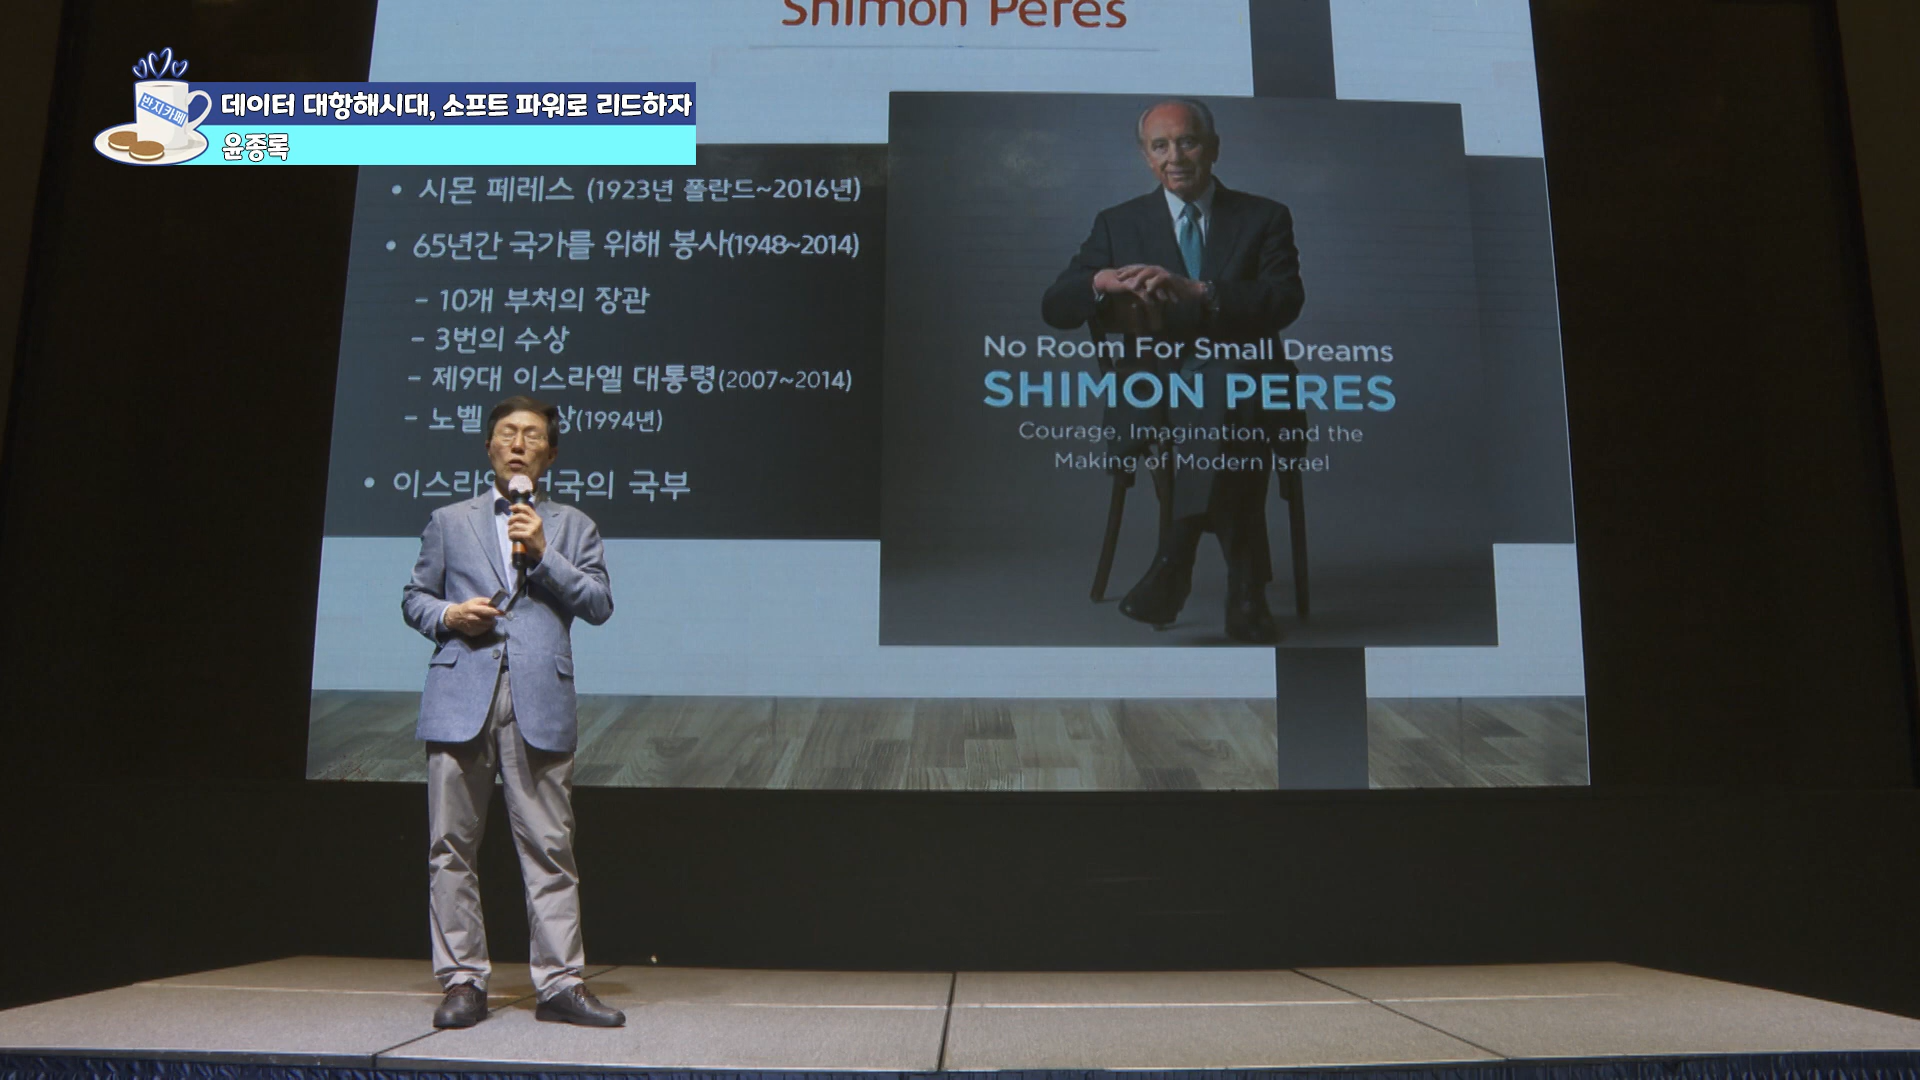 Shimon Peres
반지카페
데이터 대항해시대, 소프트 파워로 리드하자
윤종록
• 시몬 페레스 (1923년 폴란드~2016년)
• 65년간 국가를 위해 봉사(1948~2014)
- 10개 부처의 장관
- 3번의 수상
- 제9대 이스라엘 대통령(2007~2014)
- 노벨 상(1994년)
• 이스라 국의 국부
No Room For Small Dreams
SHIMON PERES
Courage, Imagination, and the
Making of Modern Israel